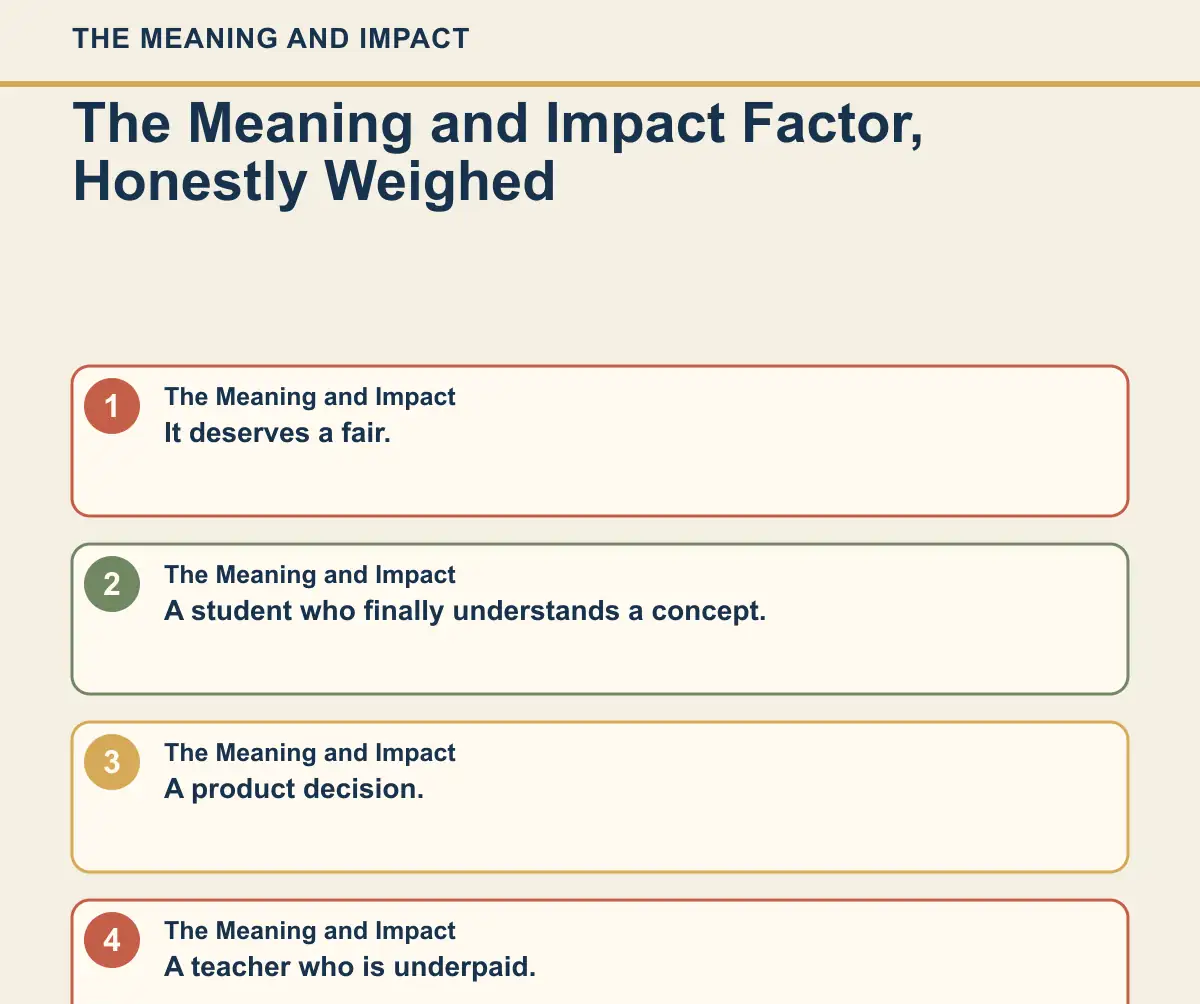 THE MEANING AND IMPACT
The Meaning and Impact Factor,
Honestly Weighed
1
The Meaning and Impact
It deserves a fair.
2
The Meaning and Impact
A student who finally understands a concept.
3
The Meaning and Impact
A product decision.
4
The Meaning and Impact
A teacher who is underpaid.